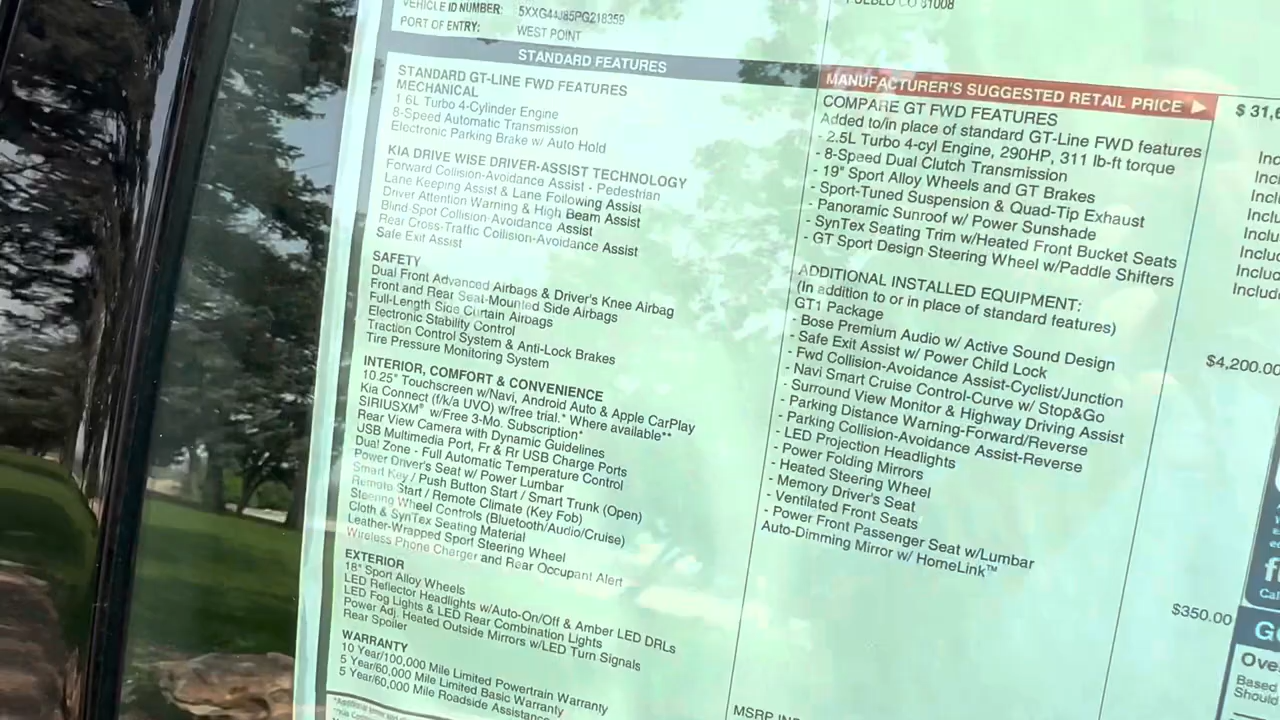 VEHICLE ID NUMBER: 5XXG44J85PG218359
PORT OF ENTRY: WEST POINT
PUEBLO CO 81008
STANDARD FEATURES
STANDARD GT-LINE FWD FEATURES
MECHANICAL
1.6L Turbo 4-Cylinder Engine
8-Speed Automatic Transmission
Electronic Parking Brake w/ Auto Hold
KIA DRIVE WISE DRIVER-ASSIST TECHNOLOGY
Forward Collision-Avoidance Assist - Pedestrian
Lane Keeping Assist & Lane Following Assist
Driver Attention Warning & High Beam Assist
Blind-Spot Collision-Avoidance Assist
Rear Cross-Traffic Collision-Avoidance Assist
Safe Exit Assist
SAFETY
Dual Front Advanced Airbags & Driver's Knee Airbag
Front and Rear Seat-Mounted Side Airbags
Full-Length Side Curtain Airbags
Electronic Stability Control
Traction Control System & Anti-Lock Brakes
Tire Pressure Monitoring System
INTERIOR, COMFORT & CONVENIENCE
10.25" Touchscreen w/Navi, Android Auto & Apple CarPlay
Kia Connect (f/k/a UVO) w/free trial.* Where available**
SIRIUSXM® w/Free 3-Mo. Subscription*
Rear View Camera with Dynamic Guidelines
USB Multimedia Port, Fr & Rr USB Charge Ports
Dual Zone - Full Automatic Temperature Control
Power Driver's Seat w/ Power Lumbar
Smart Key / Push Button Start / Smart Trunk (Open)
Remote Start / Remote Climate (Key Fob)
Steering Wheel Controls (Bluetooth/Audio/Cruise)
Cloth & SynTex Seating Material
Leather-Wrapped Sport Steering Wheel
Wireless Phone Charger and Rear Occupant Alert
EXTERIOR
18" Sport Alloy Wheels
LED Reflector Headlights w/Auto-On/Off & Amber LED DRLs
LED Fog Lights & LED Rear Combination Lights
Power Adj. Heated Outside Mirrors w/LED Turn Signals
Rear Spoiler
WARRANTY
10 Year/100,000 Mile Limited Powertrain Warranty
5 Year/60,000 Mile Limited Basic Warranty
5 Year/60,000 Mile Roadside Assistance
MANUFACTURER'S SUGGESTED RETAIL PRICE ▶
$ 31,6
COMPARE GT FWD FEATURES
Added to/in place of standard GT-Line FWD features
- 2.5L Turbo 4-cyl Engine, 290HP, 311 lb-ft torque Inc
- 8-Speed Dual Clutch Transmission Incl
- 19" Sport Alloy Wheels and GT Brakes Incl
- Sport-Tuned Suspension & Quad-Tip Exhaust Inclu
- Panoramic Sunroof w/ Power Sunshade Inclu
- SynTex Seating Trim w/Heated Front Bucket Seats Includ
- GT Sport Design Steering Wheel w/Paddle Shifters Includ
ADDITIONAL INSTALLED EQUIPMENT:
(In addition to or in place of standard features)
GT1 Package $4,200.00
- Bose Premium Audio w/ Active Sound Design
- Safe Exit Assist w/ Power Child Lock
- Fwd Collision-Avoidance Assist-Cyclist/Junction
- Navi Smart Cruise Control-Curve w/ Stop&Go
- Surround View Monitor & Highway Driving Assist
- Parking Distance Warning-Forward/Reverse
- Parking Collision-Avoidance Assist-Reverse
- LED Projection Headlights
- Power Folding Mirrors
- Heated Steering Wheel
- Memory Driver's Seat
- Ventilated Front Seats
- Power Front Passenger Seat w/Lumbar
Auto-Dimming Mirror w/ HomeLink™ $350.00
MSRP IN
Ove
Based
Should